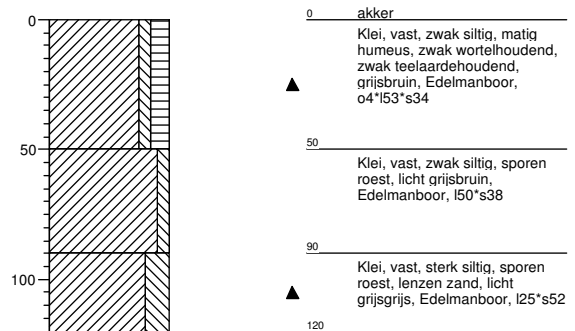 0
50
100
0 akker
Klei, vast, zwak siltig, matig
humeus, zwak wortelhoudend,
zwak teelaardehoudend,
grijsbruin, Edelmanboor,
o4*l53*s34
50
Klei, vast, zwak siltig, sporen
roest, licht grijsbruin,
Edelmanboor, l50*s38
90
Klei, vast, sterk siltig, sporen
roest, lenzen zand, licht
grijsgrijs, Edelmanboor, l25*s52
120